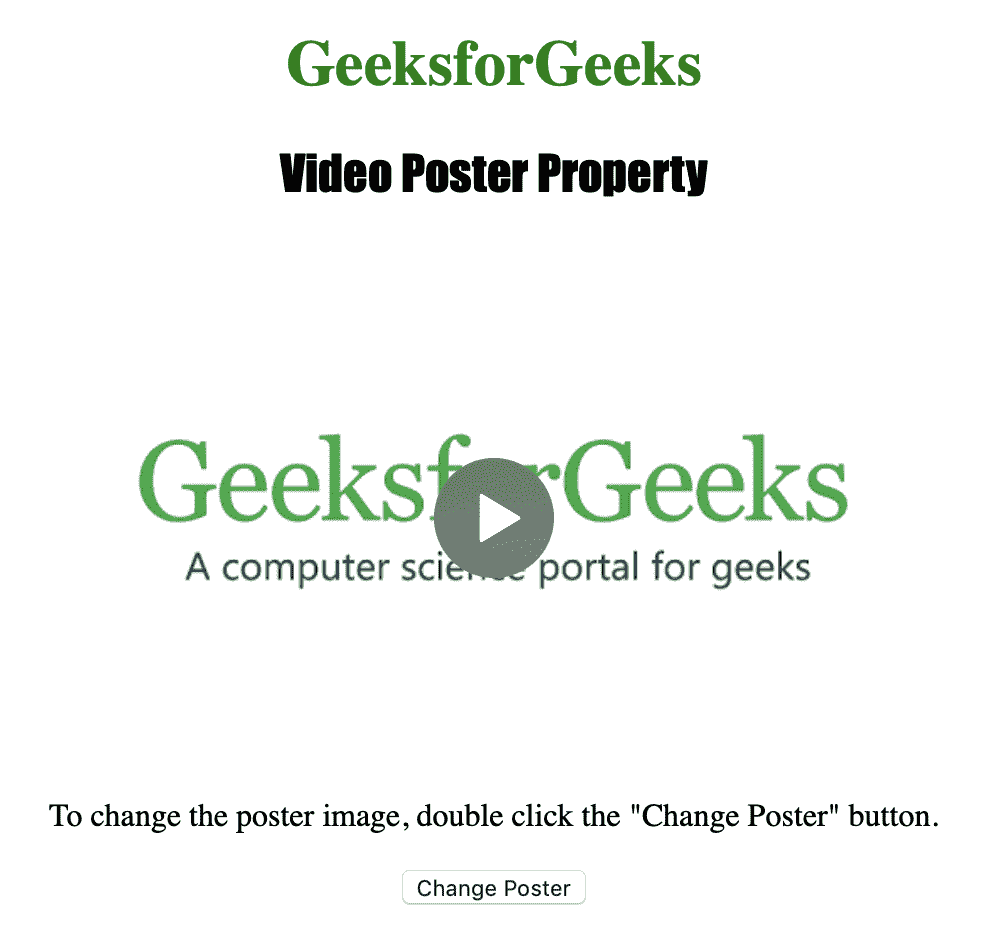 GeeksforGeeks
Video Poster Property
GeeksforGeeks
A computer science portal for geeks
To change the poster image, double click the "Change Poster" button.
Change Poster